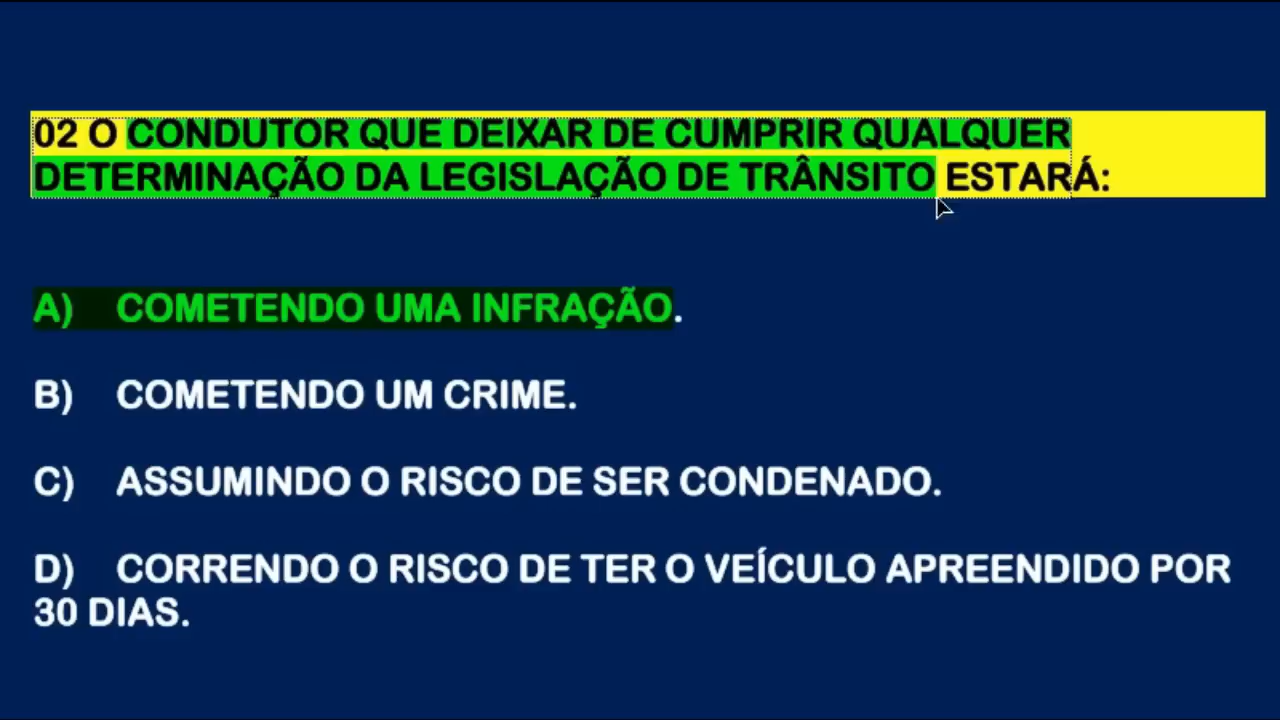 02 O CONDUTOR QUE DEIXAR DE CUMPRIR QUALQUER
DETERMINAÇÃO DA LEGISLAÇÃO DE TRÂNSITO ESTARÁ:
A) COMETENDO UMA INFRAÇÃO.
B) COMETENDO UM CRIME.
C) ASSUMINDO O RISCO DE SER CONDENADO.
D) CORRENDO O RISCO DE TER O VEÍCULO APREENDIDO POR
30 DIAS.